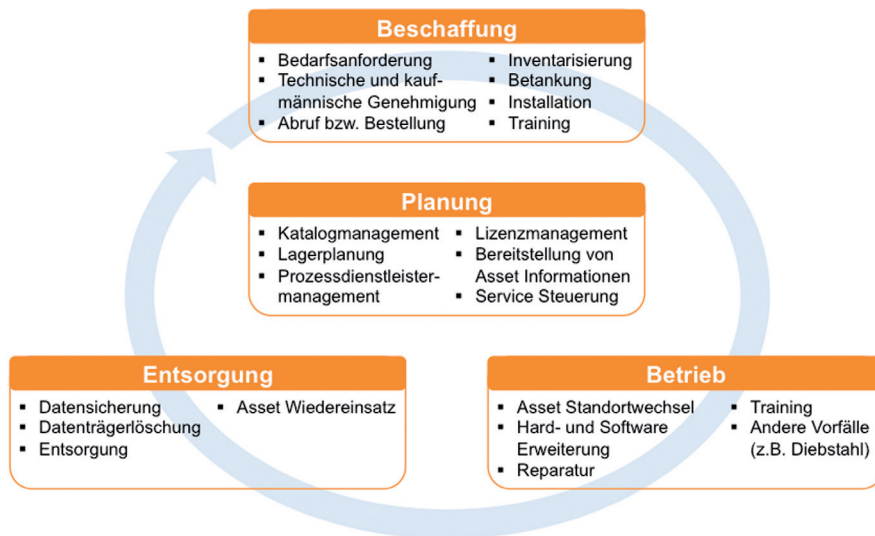 Beschaffung
▪ Bedarfsanforderung
▪ Technische und kauf-
männische Genehmigung
▪ Abruf bzw. Bestellung
▪ Inventarisierung
▪ Betankung
▪ Installation
▪ Training
Planung
▪ Katalogmanagement
▪ Lagerplanung
▪ Prozessdienstleister-
management
▪ Lizenzmanagement
▪ Bereitstellung von
Asset Informationen
▪ Service Steuerung
Entsorgung
▪ Datensicherung
▪ Datenträgerlöschung
▪ Entsorgung
▪ Asset Wiedereinsatz
Betrieb
▪ Asset Standortwechsel
▪ Hard- und Software
Erweiterung
▪ Reparatur
▪ Training
▪ Andere Vorfälle
(z.B. Diebstahl)